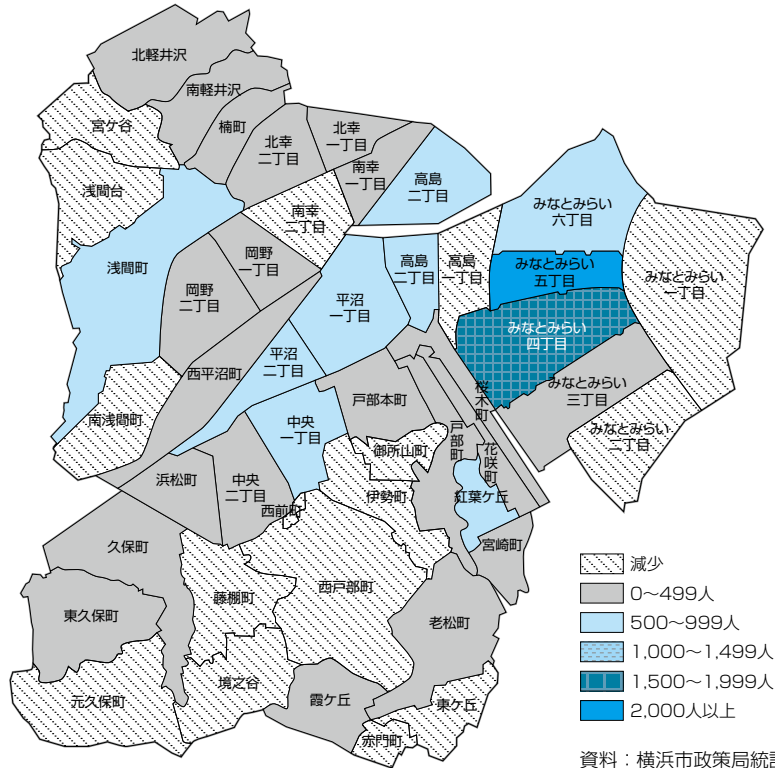 北軽井沢
南軽井沢
宮ケ谷
楠町
北幸
二丁目
北幸
一丁目
南幸
一丁目
高島
二丁目
浅間台
南幸
二丁目
みなとみらい
六丁目
浅間町
岡野
一丁目
岡野
二丁目
平沼
一丁目
高島
二丁目
高島
一丁目
みなとみらい
五丁目
みなとみらい
一丁目
みなとみらい
四丁目
平沼
二丁目
西平沼町
戸部本町
桜木町
みなとみらい
三丁目
南浅間町
中央
一丁目
みなとみらい
二丁目
御所山町
戸部町
花咲町
浜松町
中央
二丁目
西前町
伊勢町
紅葉ケ丘
久保町
宮崎町
藤棚町
西戸部町
東久保町
老松町
元久保町
境之谷
霞ケ丘
東ケ丘
赤門町
減少
0～499人
500～999人
1,000～1,499人
1,500～1,999人
2,000人以上
資料：横浜市政策局統